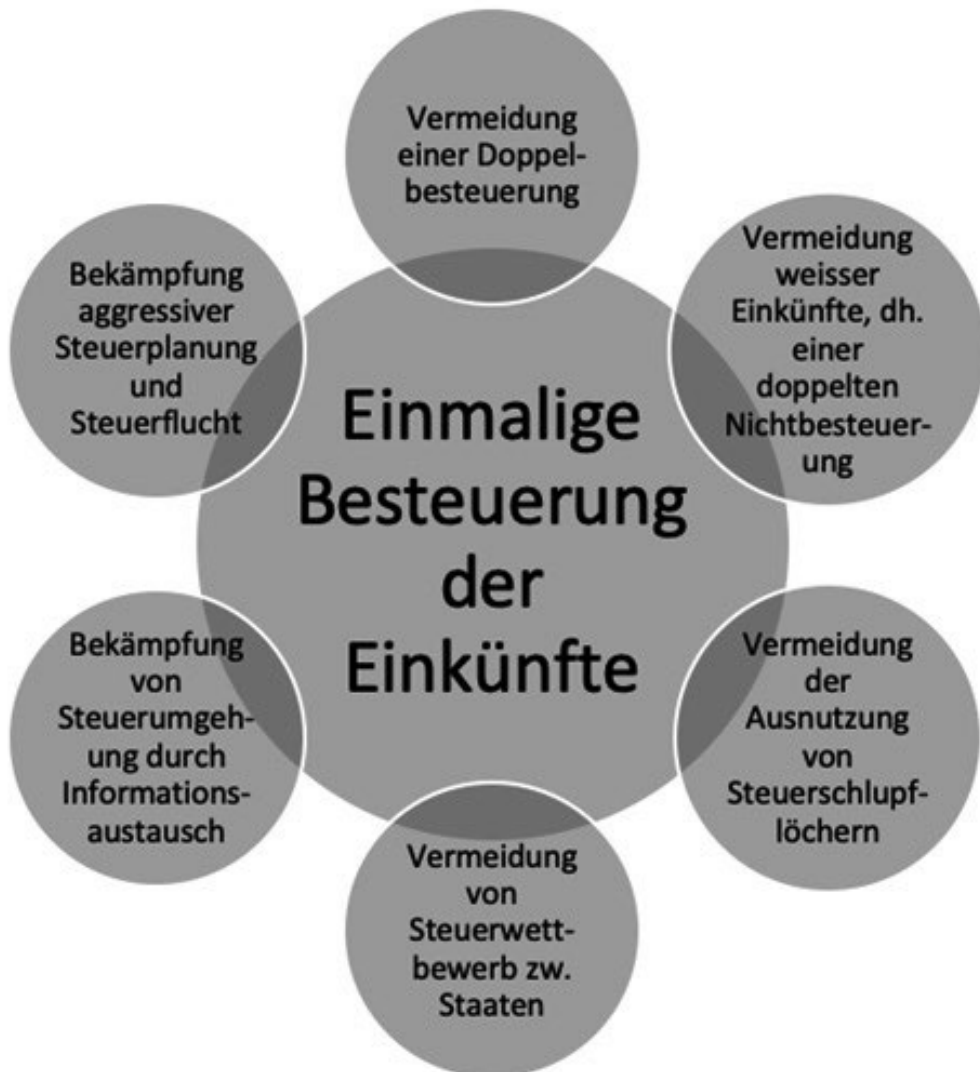 Vermeidung
einer Doppel-
besteuerung
Vermeidung
weisser
Einkünfte, dh.
einer
doppelten
Nichtbesteuer-
ung
Vermeidung
der
Ausnutzung
von
Steuerschlupf-
löchern
Vermeidung
von
Steuerwett-
bewerb zw.
Staaten
Bekämpfung
von
Steuerumgeh-
ung durch
Informations-
austausch
Bekämpfung
aggressiver
Steuerplanung
und
Steuerflucht
Einmalige
Besteuerung
der
Einkünfte